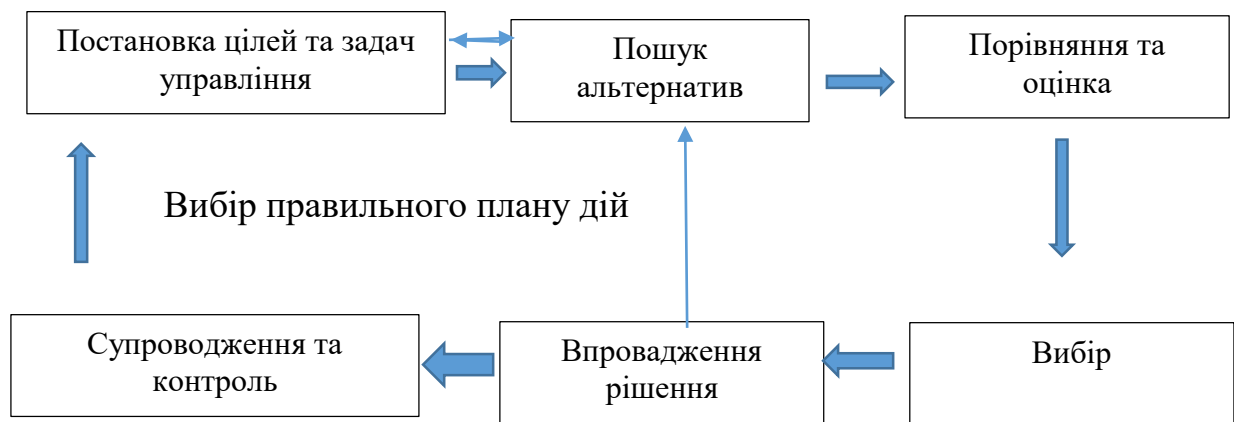 Постановка цілей та задач
управління
Пошук
альтернатив
Порівняння та
оцінка
Вибір правильного плану дій
Супроводження та
контроль
Впровадження
рішення
Вибір